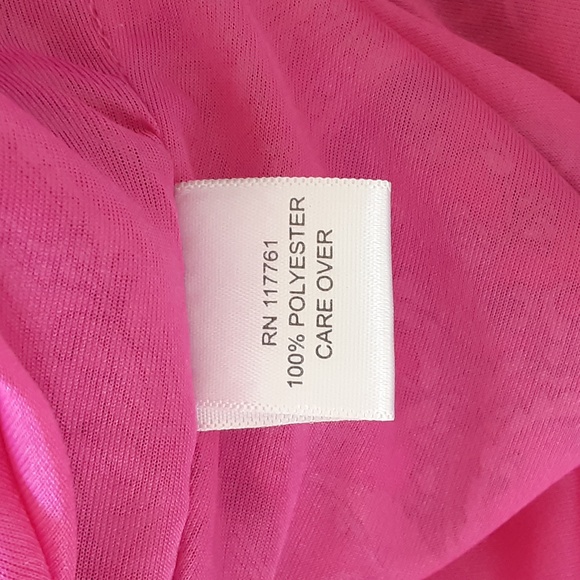 RN 117761
100% POLYESTER
CARE OVER